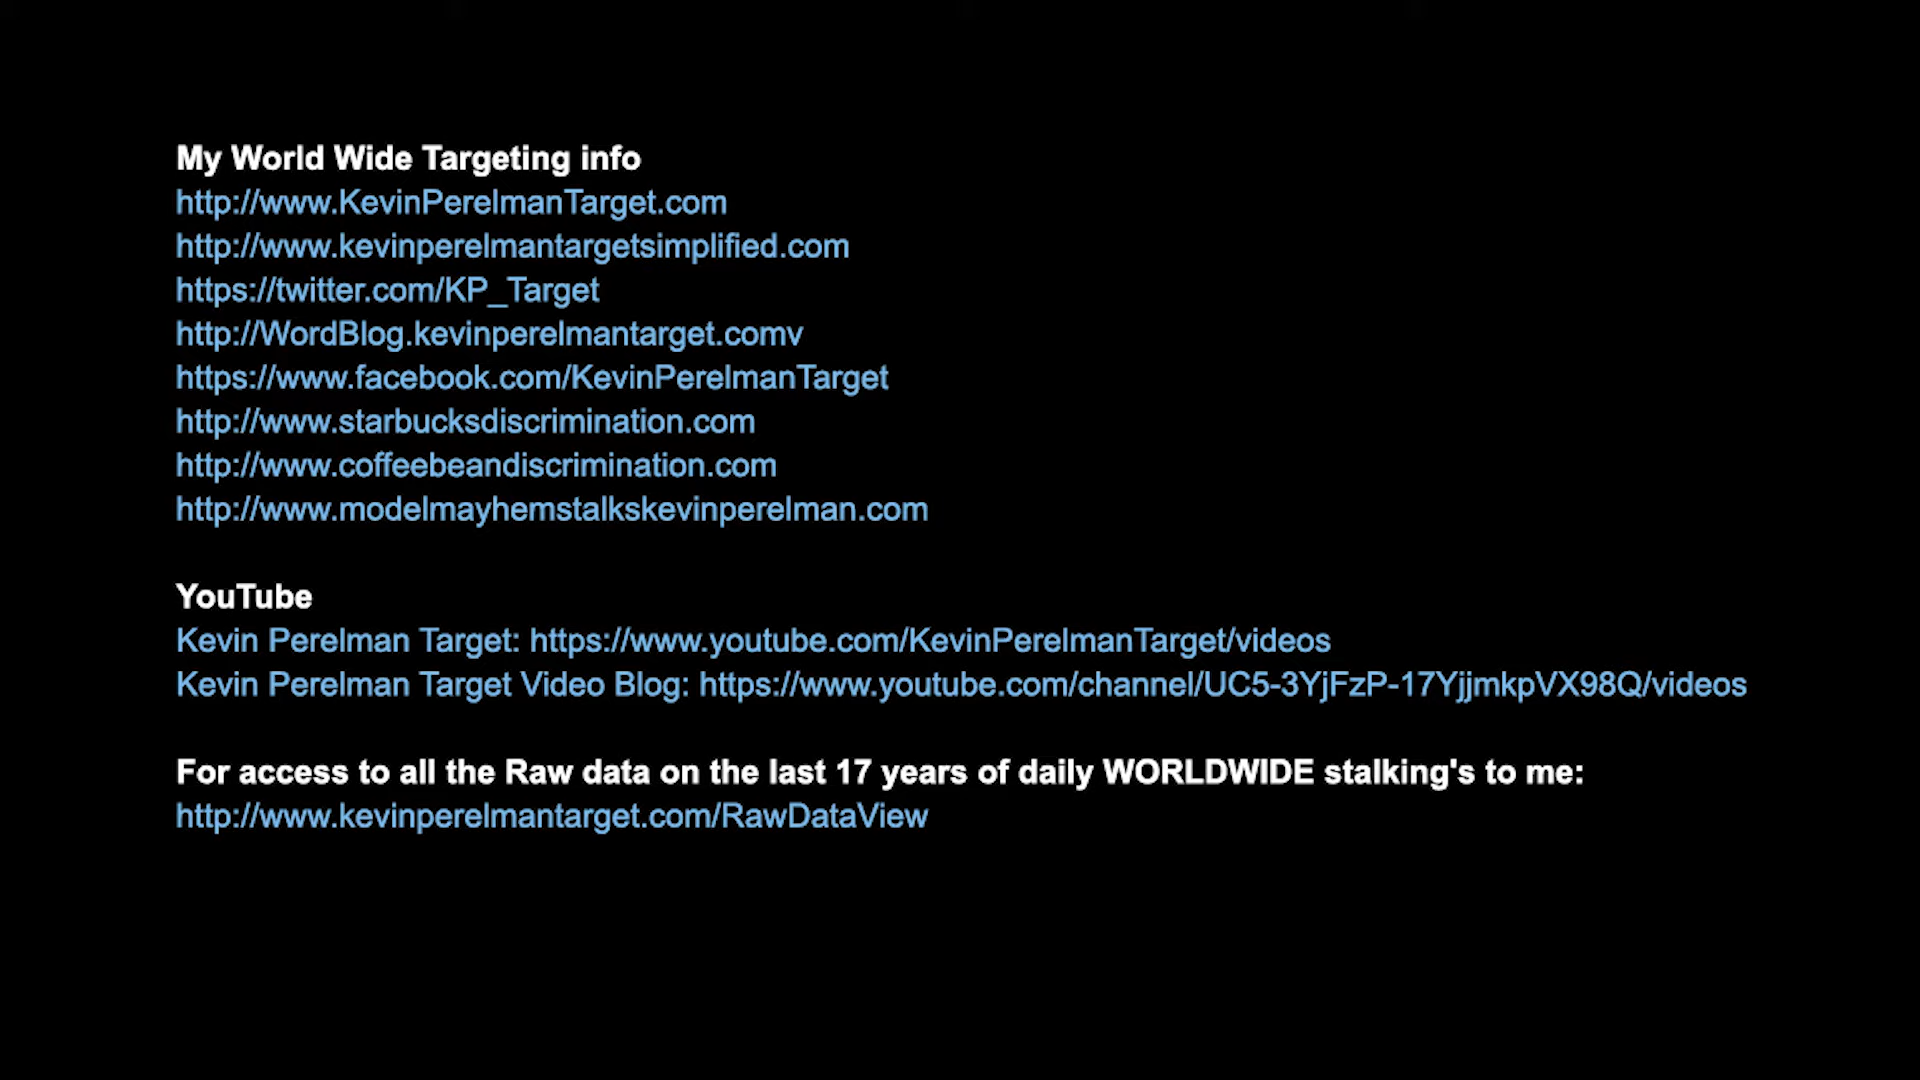 My World Wide Targeting info
http://www.KevinPerelmanTarget.com
http://www.kevinperelmantargetsimplified.com
https://twitter.com/KP_Target
http://WordBlog.kevinperelmantarget.comv
https://www.facebook.com/KevinPerelmanTarget
http://www.starbucksdiscrimination.com
http://www.coffeebeandiscrimination.com
http://www.modelmayhemstalkskevinperelman.com
YouTube
Kevin Perelman Target: https://www.youtube.com/KevinPerelmanTarget/videos
Kevin Perelman Target Video Blog: https://www.youtube.com/channel/UC5-3YjFzP-17YjjmkpVX98Q/videos
For access to all the Raw data on the last 17 years of daily WORLDWIDE stalking's to me:
http://www.kevinperelmantarget.com/RawDataView